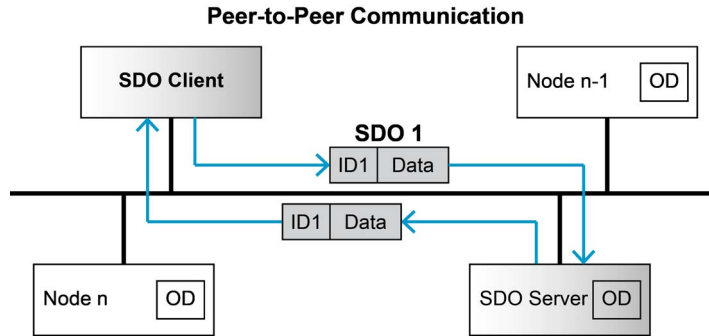 Peer-to-Peer Communication
SDO Client
Node n-1 OD
SDO 1
ID1 Data
ID1 Data
Node n OD
SDO Server OD